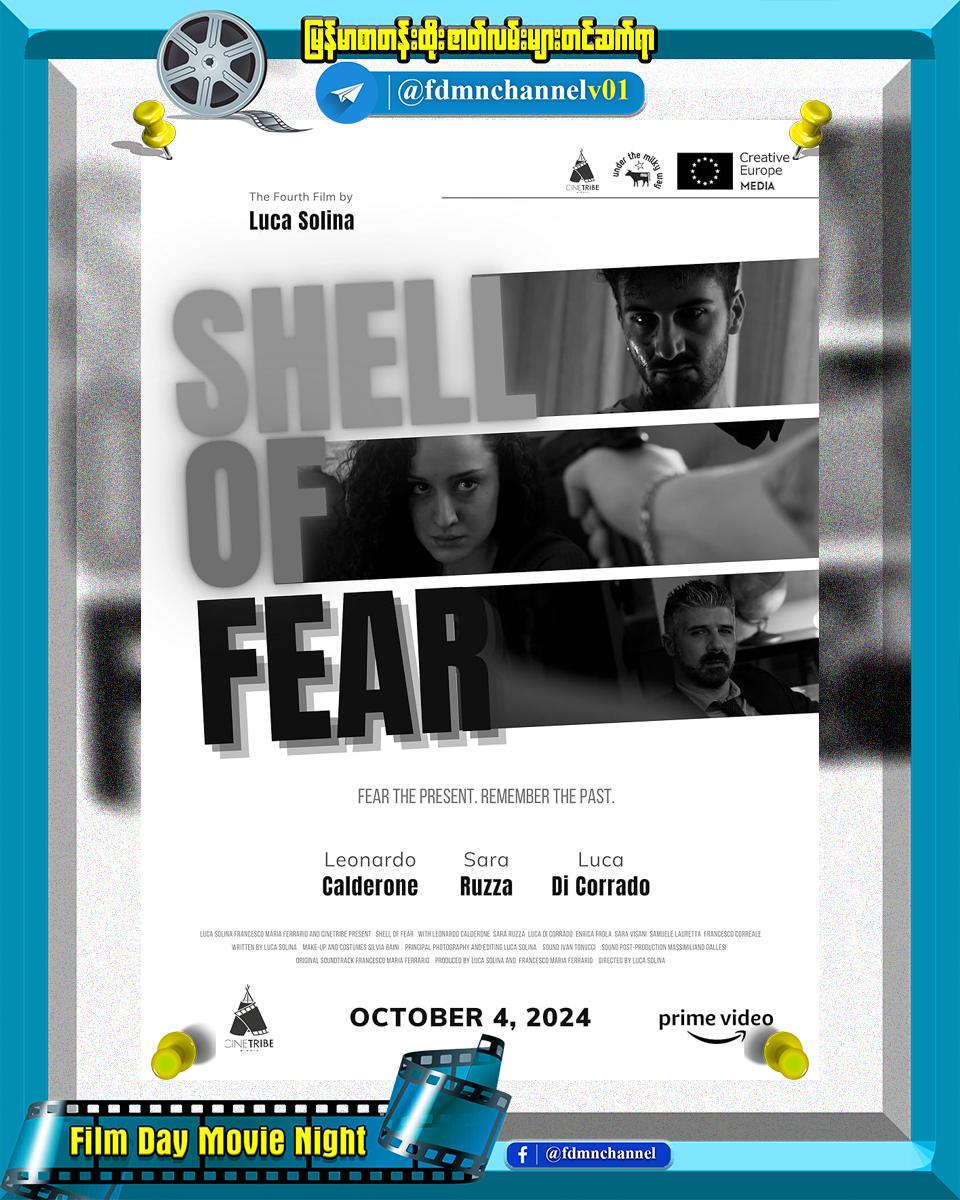 မြန်မာစာတန်းထိုးဇာတ်လမ်းများတင်ဆက်ရာ
@fdmnchannelv01
CINETRIBE
under the milky way
Creative
Europe
MEDIA
The Fourth Film by
Luca Solina
SHELL
OF
FEAR
FEAR THE PRESENT. REMEMBER THE PAST.
Leonardo Sara Luca
Calderone Ruzza Di Corrado
LUCA SOLINA FRANCESCO MARIA FERRARIO AND CINETRIBE PRESENT SHELL OF FEAR WITH LEONARDO CALDERONE SARA RUZZA LUCA DI CORRADO ENRICA FROLA SARA VISANI SAMUELE LAURETTA FRANCESCO CORREALE
WRITTEN BY LUCA SOLINA MAKE-UP AND COSTUMES SILVIA BAINI PRINCIPAL PHOTOGRAPHY AND EDITING LUCA SOLINA SOUND IVAN TONUCCI SOUND POST-PRODUCTION MASSIMILIANO GALLESI
ORIGINAL SOUNDTRACK FRANCESCO MARIA FERRARIO PRODUCED BY LUCA SOLINA AND FRANCESCO MARIA FERRARIO DIRECTED BY LUCA SOLINA
CINETRIBE
OCTOBER 4, 2024
prime video
Film Day Movie Night
@fdmnchannel